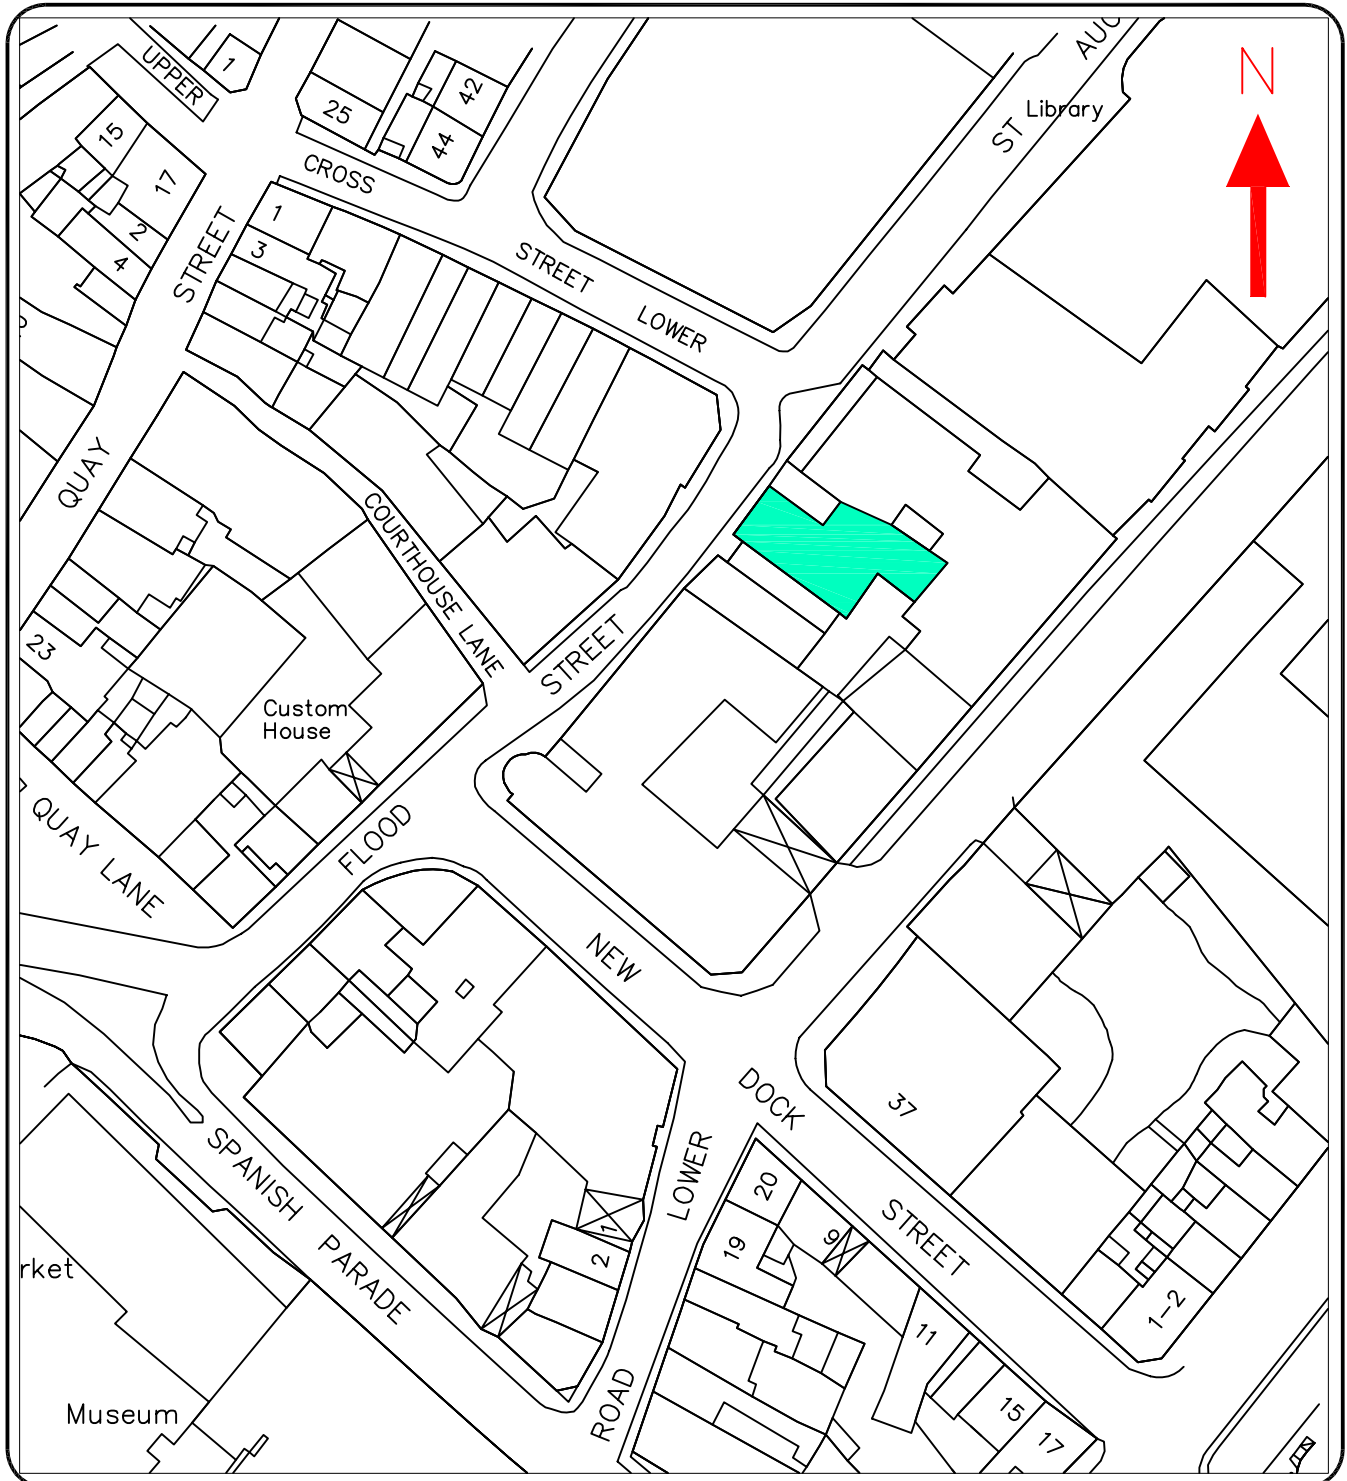 AUG
N
UPPER
1
42
25
Library
15
44
ST
CROSS
17
1
2
STREET
3
4
STREET
LOWER
QUAY
COURTHOUSE LANE
STREET
23
Custom
House
QUAY LANE
FLOOD
NEW
DOCK
37
SPANISH PARADE
LOWER
20
9
STREET
19
1
2
rket
1-2
11
ROAD
15
Museum
17